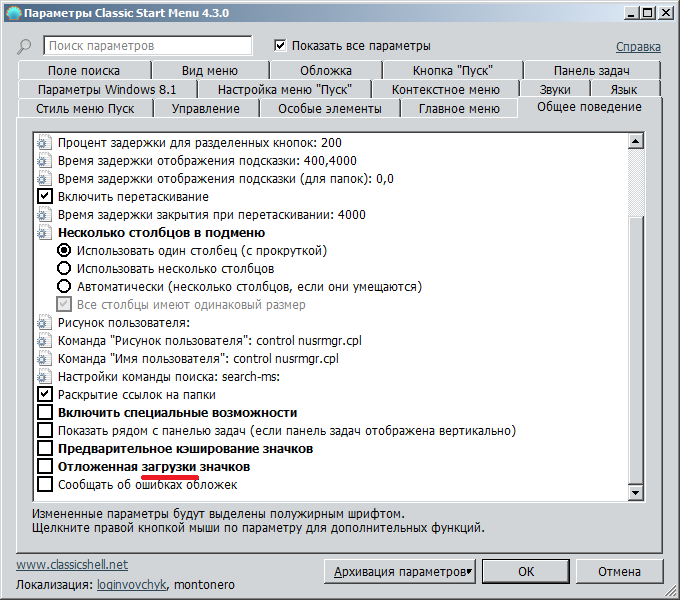 Параметры Classic Start Menu 4.3.0
Поиск параметров
Показать все параметры
Справка
Поле поиска
Вид меню
Обложка
Кнопка "Пуск"
Панель задач
Параметры Windows 8.1
Настройка меню "Пуск"
Контекстное меню
Звуки
Язык
Стиль меню Пуск
Управление
Особые элементы
Главное меню
Общее поведение
Процент задержки для разделенных кнопок: 200
Время задержки отображения подсказки: 400,4000
Время задержки отображения подсказки (для папок): 0,0
Включить перетаскивание
Время задержки закрытия при перетаскивании: 4000
Несколько столбцов в подменю
Использовать один столбец (с прокруткой)
Использовать несколько столбцов
Автоматически (несколько столбцов, если они умещаются)
Все столбцы имеют одинаковый размер
Рисунок пользователя:
Команда "Рисунок пользователя": control nusrmgr.cpl
Команда "Имя пользователя": control nusrmgr.cpl
Настройки команды поиска: search-ms:
Раскрытие ссылок на папки
Включить специальные возможности
Показать рядом с панелью задач (если панель задач отображена вертикально)
Предварительное кэширование значков
Отложенная загрузки значков
Сообщать об ошибках обложек
Измененные параметры будут выделены полужирным шрифтом.
Щелкните правой кнопкой мыши по параметру для дополнительных функций.
www.classicshell.net
Локализация: loginvovchyk, montonero
Архивация параметров
ОК
Отмена